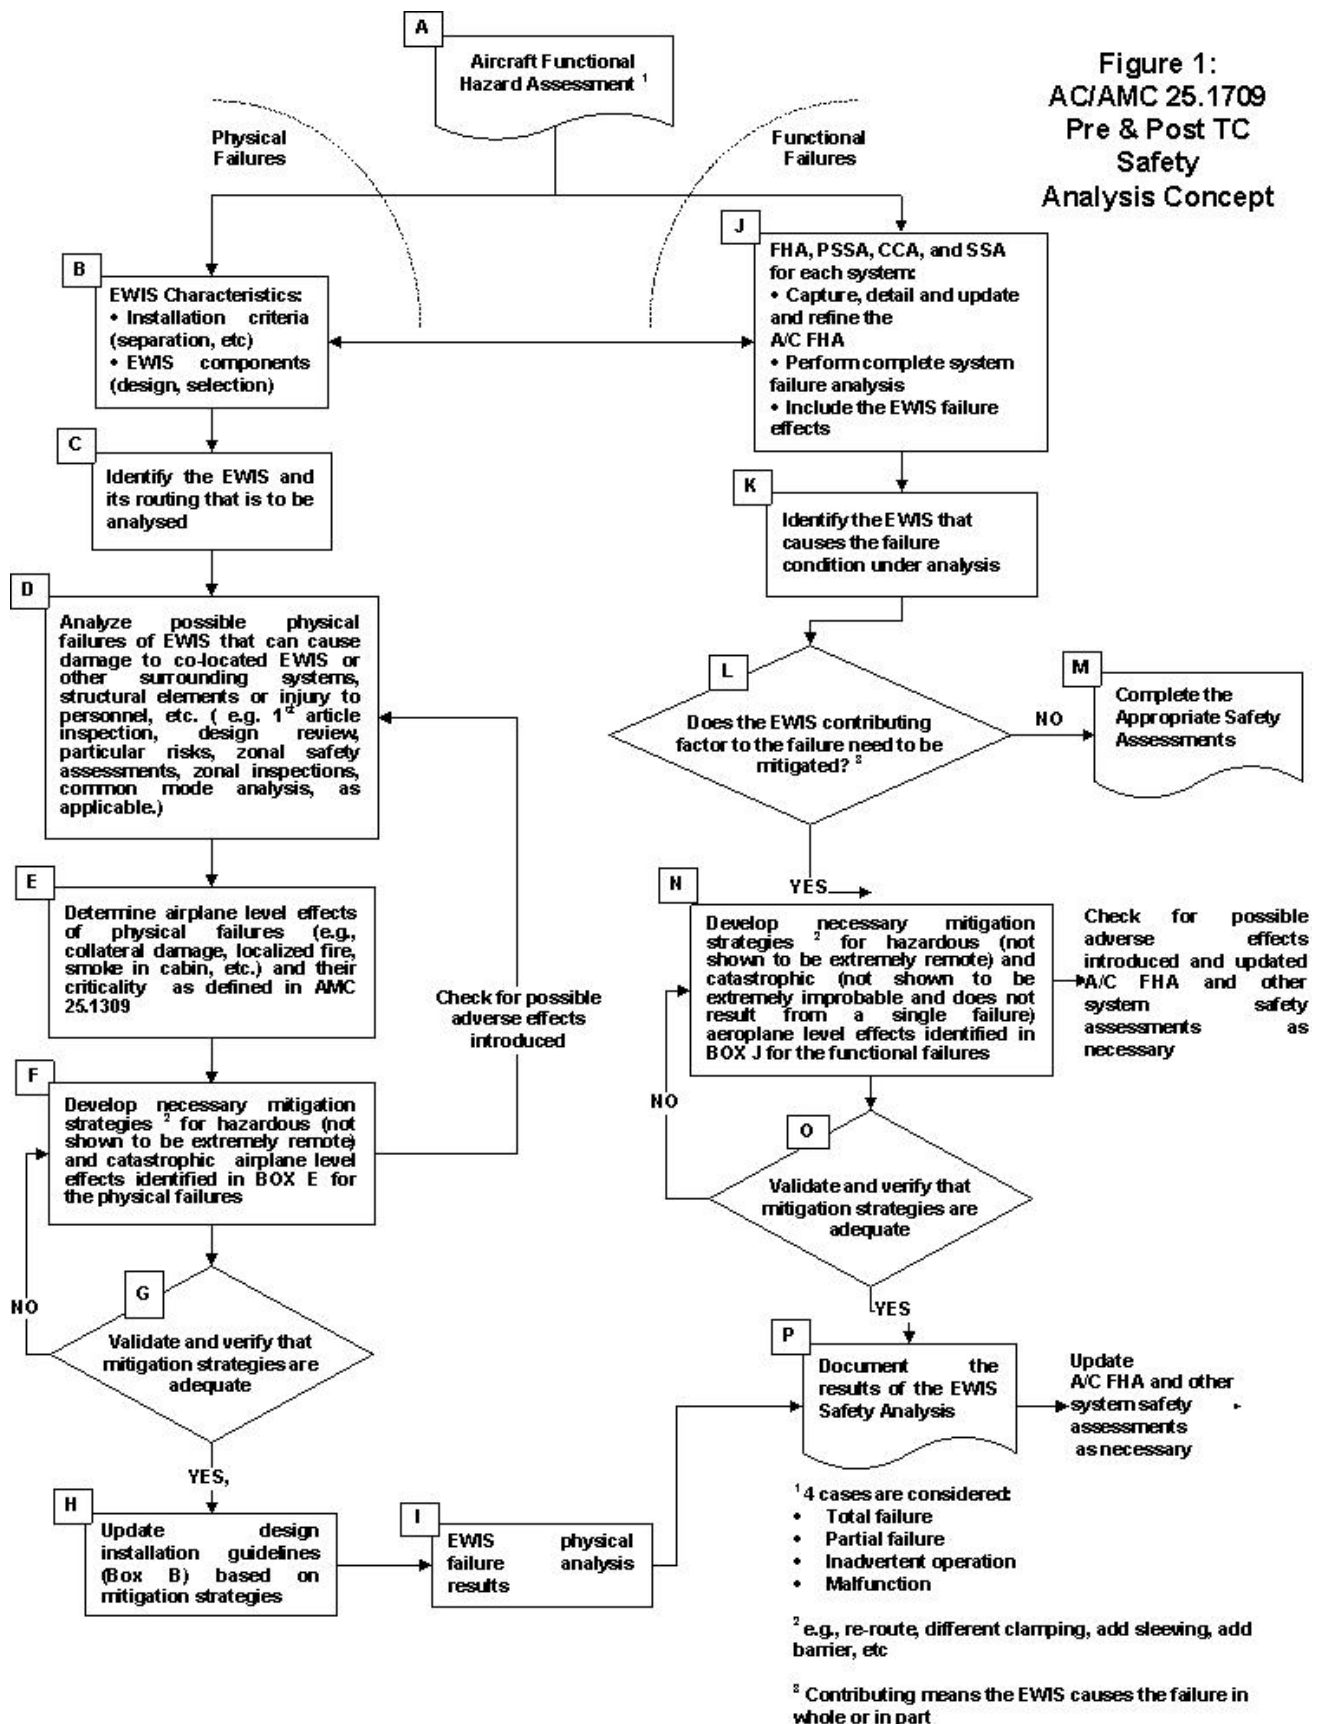 A
Aircraft Functional
Hazard Assessment 1
Figure 1:
AC/AMC 25.1709
Pre & Post TC
Safety
Analysis Concept
Physical
Failures
Functional
Failures
B
EWIS Characteristics:
• Installation criteria
(separation, etc)
• EWIS components
(design, selection)
J
FHA, PSSA, CCA, and SSA
for each system:
• Capture, detail and update
and refine the
A/C FHA
• Perform complete system
failure analysis
• Include the EWIS failure
effects
C
Identify the EWIS and
its routing that is to be
analysed
K
Identify the EWIS that
causes the failure
condition under analysis
D
Analyze possible physical
failures of EWIS that can cause
damage to co-located EWIS or
other surrounding systems,
structural elements or injury to
personnel, etc. ( e.g. 1st article
inspection, design review,
particular risks, zonal safety
assessments, zonal inspections,
common mode analysis, as
applicable.)
L
Does the EWIS contributing
factor to the failure need to be
mitigated? 3
NO
M
Complete the
Appropriate Safety
Assessments
YES
E
Determine airplane level effects
of physical failures (e.g.,
collateral damage, localized fire,
smoke in cabin, etc.) and their
criticality as defined in AMC
25.1309
Check for possible
adverse effects
introduced
N
Develop necessary mitigation
strategies 2 for hazardous (not
shown to be extremely remote) and
catastrophic (not shown to be
extremely improbable and does not
result from a single failure)
aeroplane level effects identified in
BOX J for the functional failures
Check for possible
adverse effects
introduced and updated
A/C FHA and other
system safety
assessments as
necessary
F
Develop necessary mitigation
strategies 2 for hazardous (not
shown to be extremely remote)
and catastrophic airplane level
effects identified in BOX E for
the physical failures
NO
O
Validate and verify that
mitigation strategies are
adequate
G
Validate and verify that
mitigation strategies are
adequate
NO
YES
YES,
P
Document the
results of the EWIS
Safety Analysis
Update
A/C FHA and other
system safety
assessments
as necessary
H
Update design
installation guidelines
(Box B) based on
mitigation strategies
I
EWIS physical
failure analysis
results
1 4 cases are considered:
• Total failure
• Partial failure
• Inadvertent operation
• Malfunction
2 e.g., re-route, different clamping, add sleeving, add
barrier, etc
3 Contributing means the EWIS causes the failure in
whole or in part